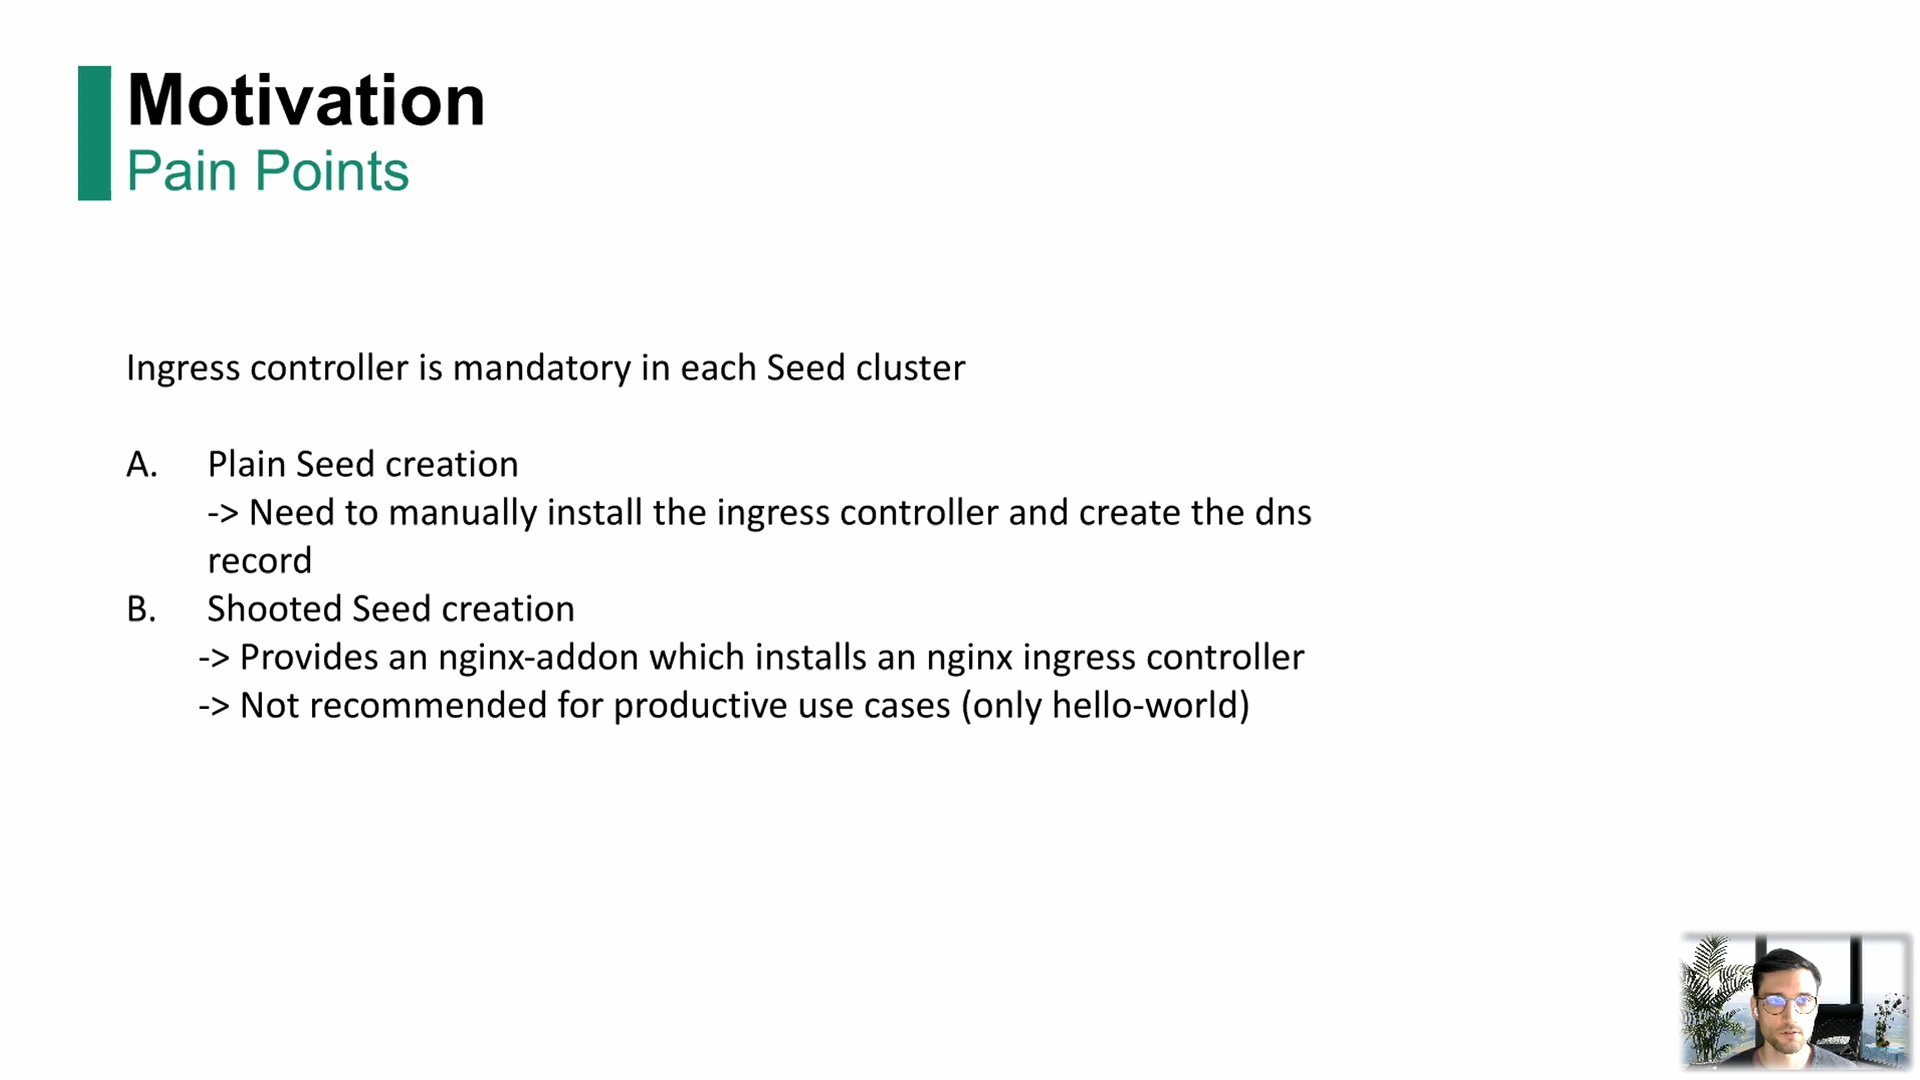 Motivation
Pain Points
Ingress controller is mandatory in each Seed cluster
A. Plain Seed creation
-> Need to manually install the ingress controller and create the dns
record
B. Shooted Seed creation
-> Provides an nginx-addon which installs an nginx ingress controller
-> Not recommended for productive use cases (only hello-world)